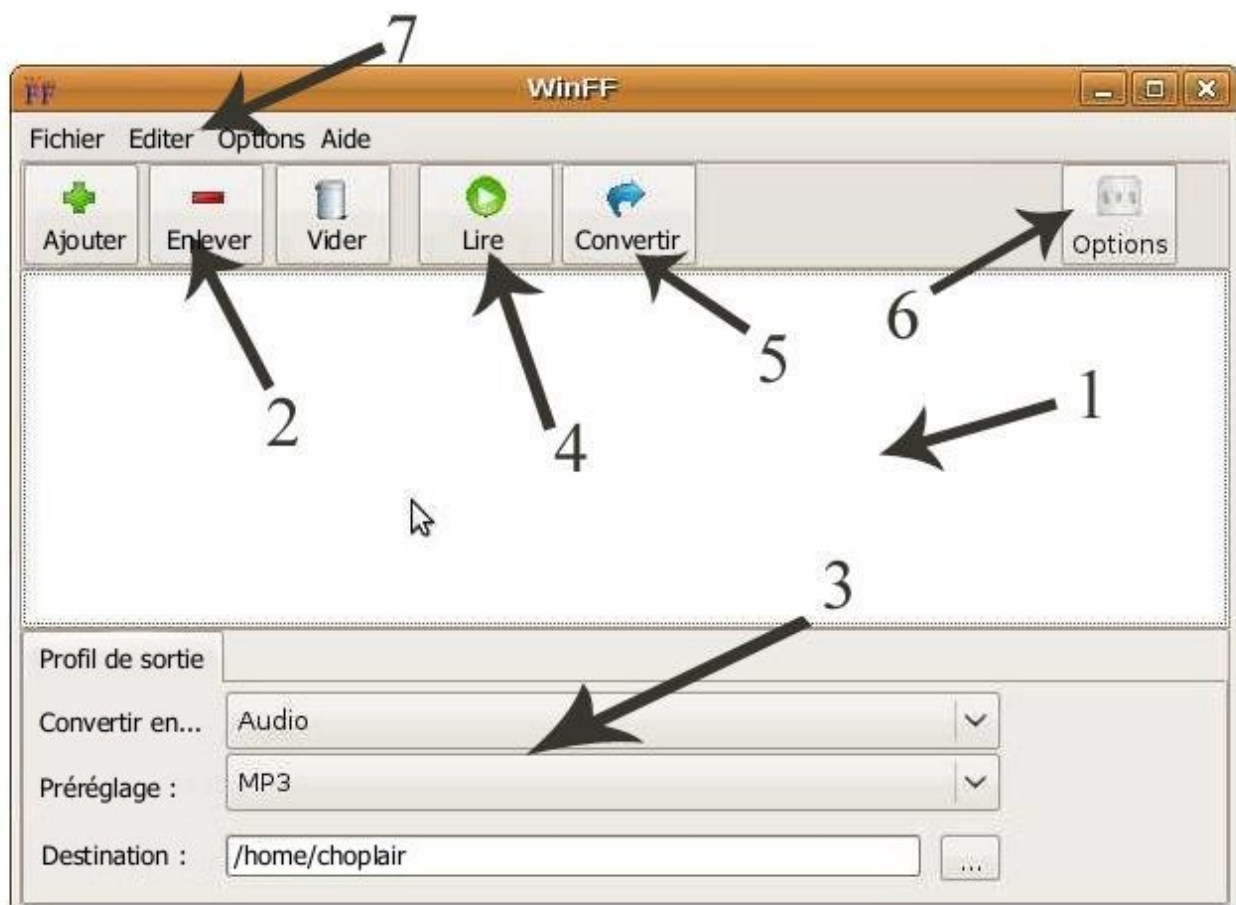 7
FF WinFF
Fichier Editer Options Aide
Ajouter Enlever Vider Lire Convertir Options
6
5
1
2
4
3
Profil de sortie
Convertir en... Audio
Préréglage : MP3
Destination : /home/choplair ...